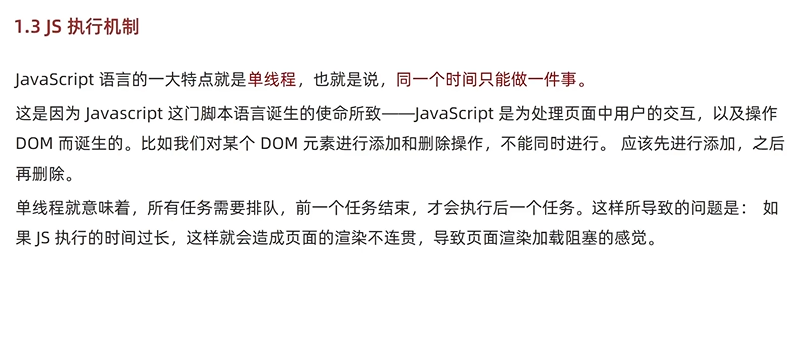 1.3 JS 执行机制
JavaScript 语言的一大特点就是单线程，也就是说，同一个时间只能做一件事。
这是因为 Javascript 这门脚本语言诞生的使命所致——JavaScript 是为处理页面中用户的交互，以及操作
DOM 而诞生的。比如我们对某个 DOM 元素进行添加和删除操作，不能同时进行。 应该先进行添加，之后
再删除。
单线程就意味着，所有任务需要排队，前一个任务结束，才会执行后一个任务。这样所导致的问题是： 如
果 JS 执行的时间过长，这样就会造成页面的渲染不连贯，导致页面渲染加载阻塞的感觉。